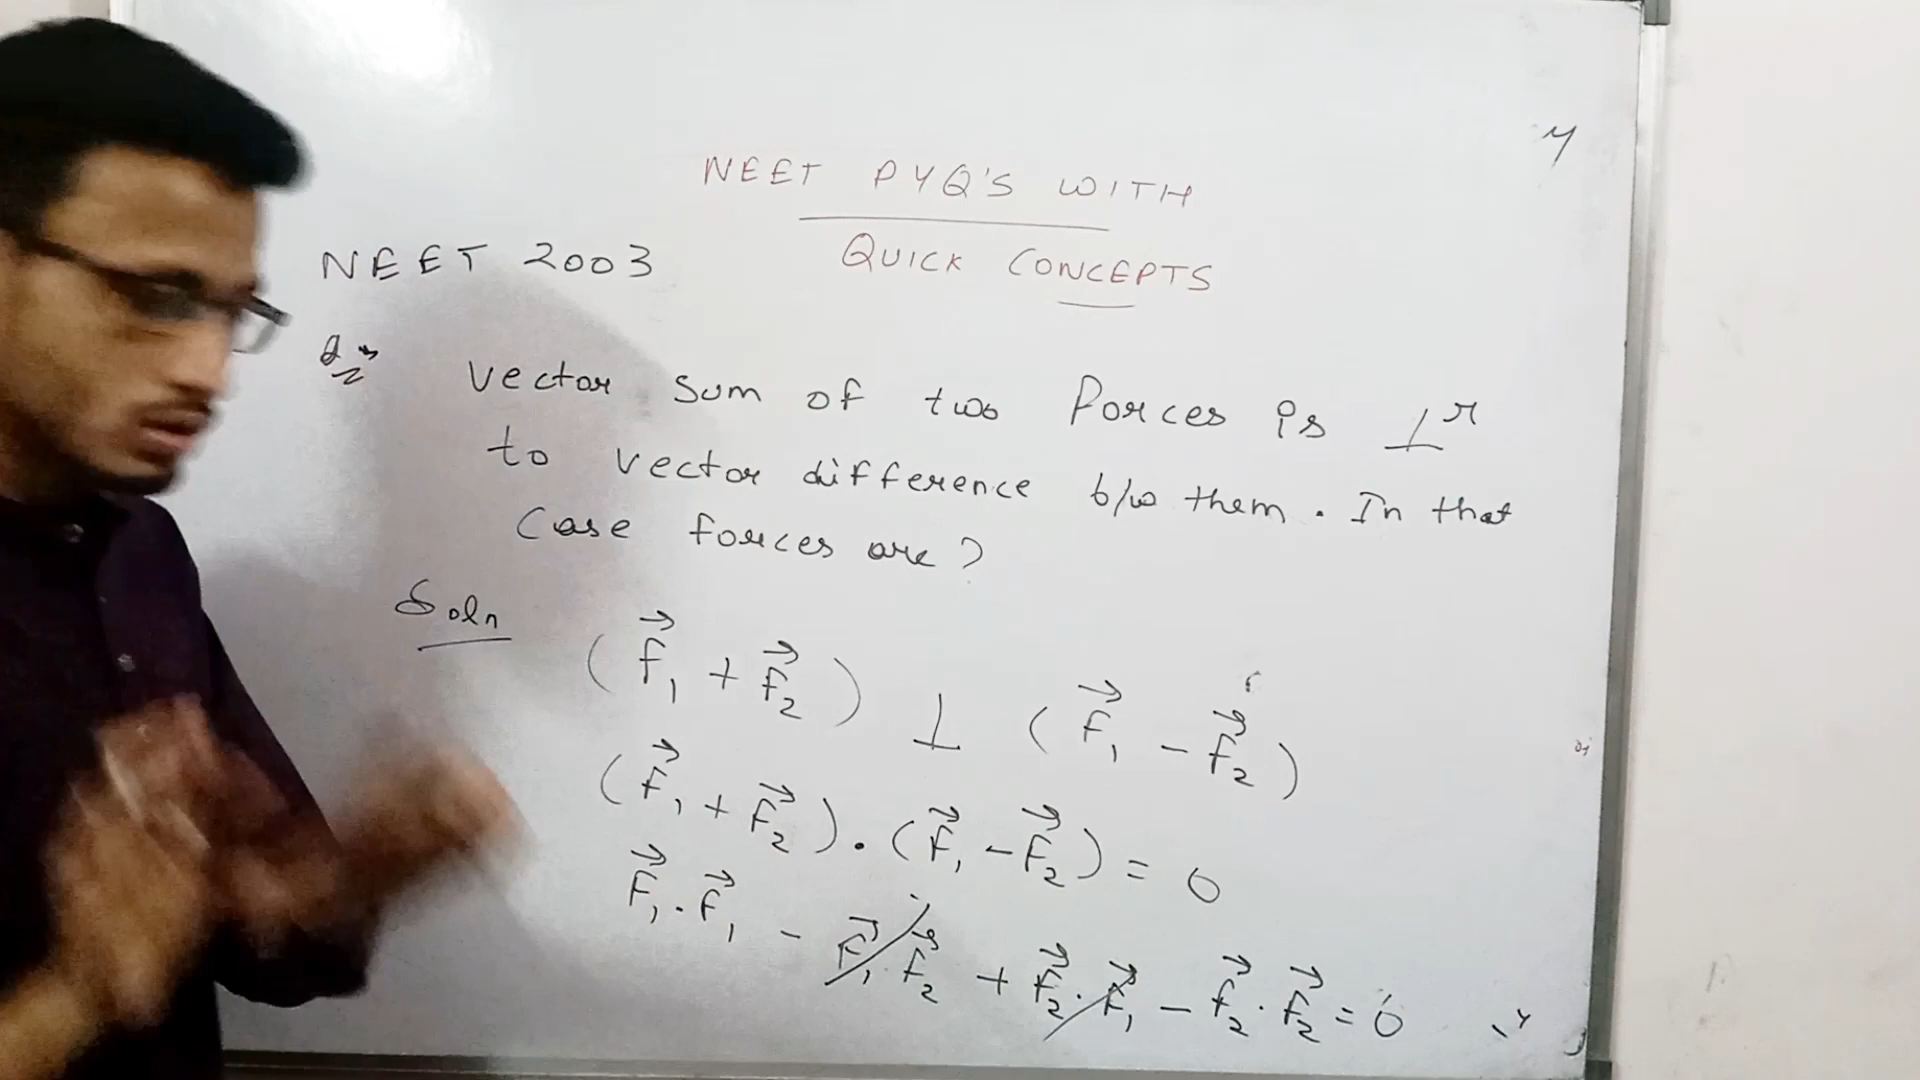 NEET PYQ'S WITH
QUICK CONCEPTS
NEET 2003
Vector sum of two Forces is ⊥r
to vector difference b/w them. In that
Case forces are?
Soln
(F⃗₁ + F⃗₂) ⊥ (F⃗₁ - F⃗₂)
(F⃗₁ + F⃗₂) . (F⃗₁ - F⃗₂) = 0
F⃗₁ . F⃗₁ - F⃗₁ . F⃗₂ + F⃗₂ . F⃗₁ - F⃗₂ . F⃗₂ = 0